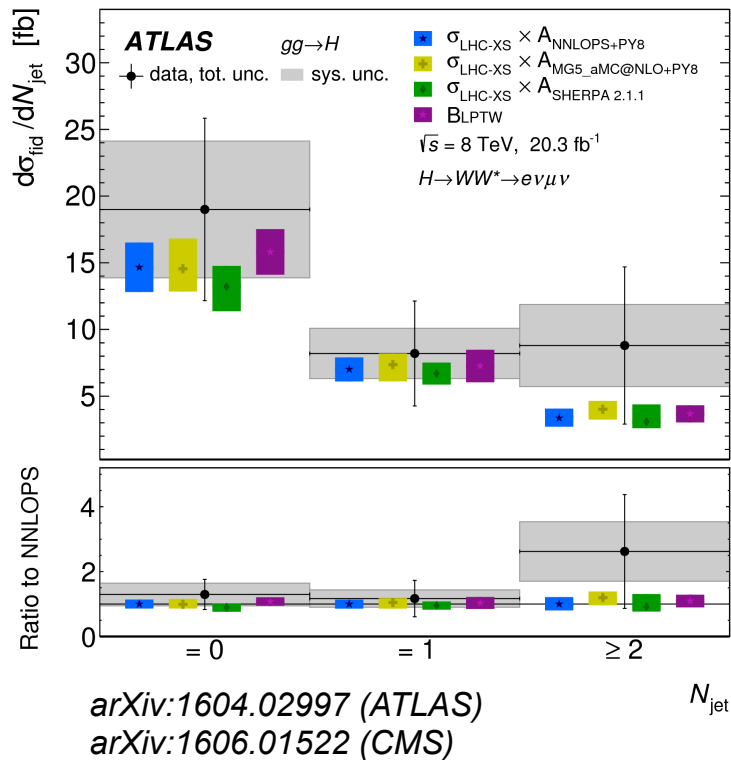 ATLAS gg→H
data, tot. unc. sys. unc.
σLHC-XS × ANNLOPS+PY8
σLHC-XS × AMG5_aMC@NLO+PY8
σLHC-XS × ASHERPA 2.1.1
BLPTW
√s = 8 TeV, 20.3 fb-1
H→WW*→eνμν
dσfid/dNjet [fb]
30
25
20
15
10
5
Ratio to NNLOPS
4
2
0
= 0 = 1 ≥ 2
Njet
arXiv:1604.02997 (ATLAS)
arXiv:1606.01522 (CMS)